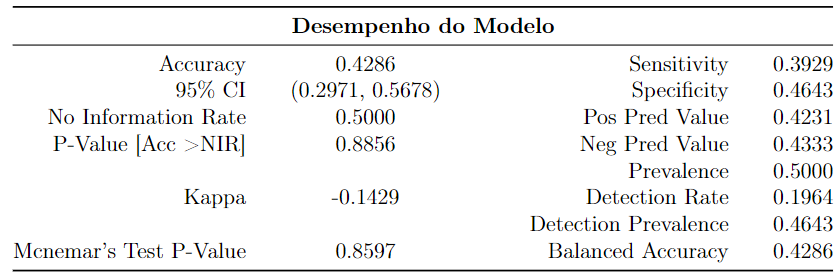 Desempenho do Modelo
Accuracy 0.4286 Sensitivity 0.3929
95% CI (0.2971, 0.5678) Specificity 0.4643
No Information Rate 0.5000 Pos Pred Value 0.4231
P-Value [Acc >NIR] 0.8856 Neg Pred Value 0.4333
Prevalence 0.5000
Kappa -0.1429 Detection Rate 0.1964
Detection Prevalence 0.4643
Mcnemar's Test P-Value 0.8597 Balanced Accuracy 0.4286